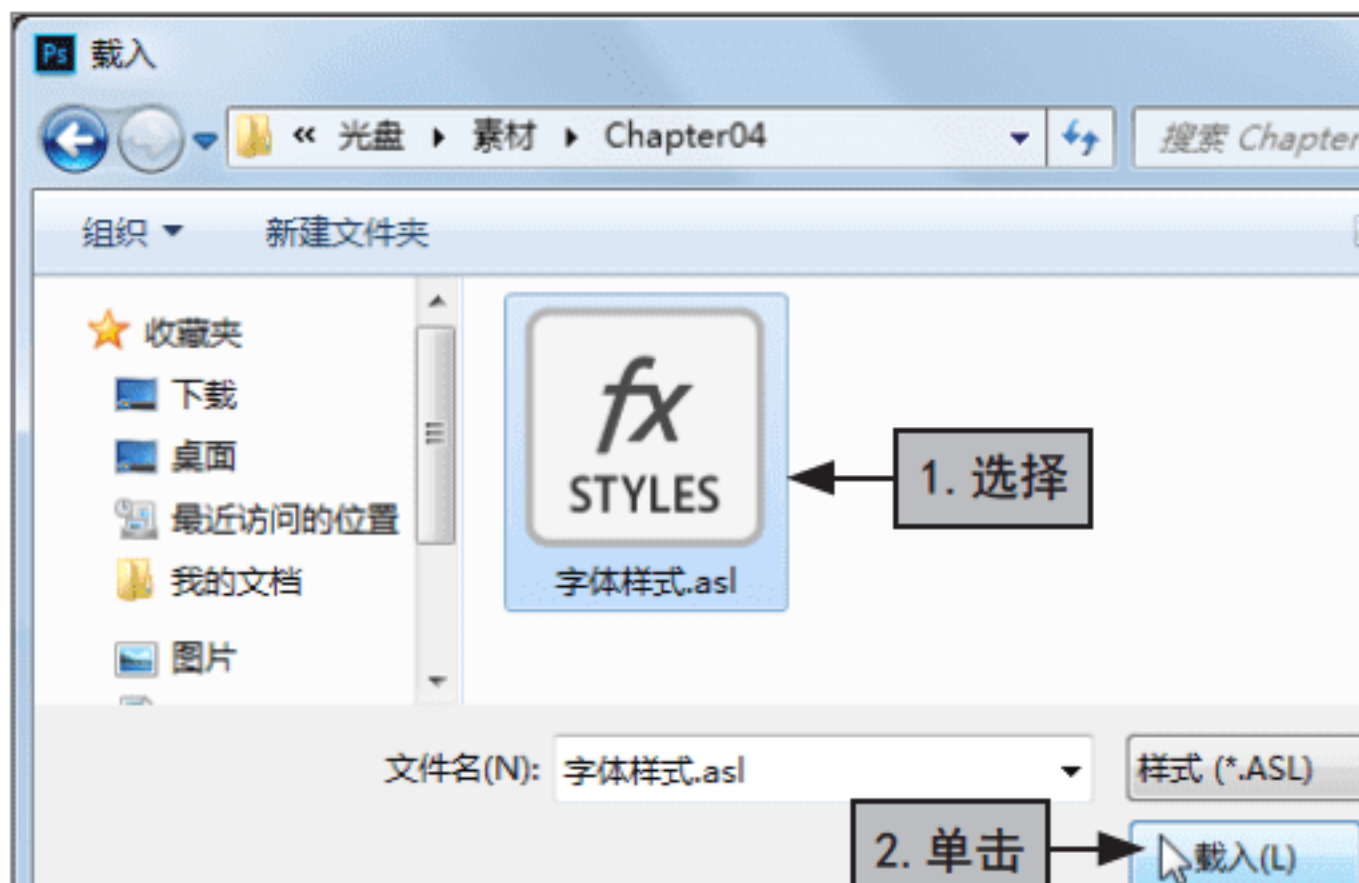 Ps 载入
« 光盘 素材 Chapter04 搜索 Chapter
组织 新建文件夹
收藏夹
下载
桌面
最近访问的位置
我的文档
图片
fx
STYLES
字体样式.asl
1. 选择
文件名(N): 字体样式.asl 样式 (*.ASL)
2. 单击 载入(L)